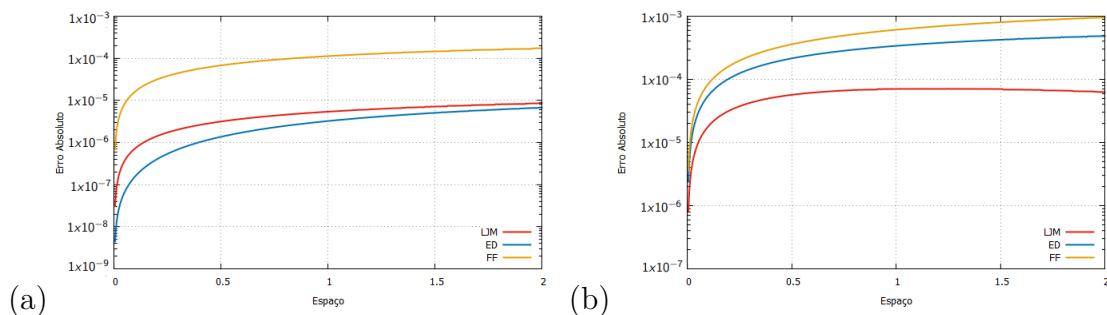 1x10⁻³
1x10⁻⁴
1x10⁻⁵
1x10⁻⁶
1x10⁻⁷
1x10⁻⁸
1x10⁻⁹
Erro Absoluto
LJM
ED
FF
0 0.5 1 1.5 2
Espaço
(a)
1x10⁻³
1x10⁻⁴
1x10⁻⁵
1x10⁻⁶
1x10⁻⁷
Erro Absoluto
LJM
ED
FF
0 0.5 1 1.5 2
Espaço
(b)